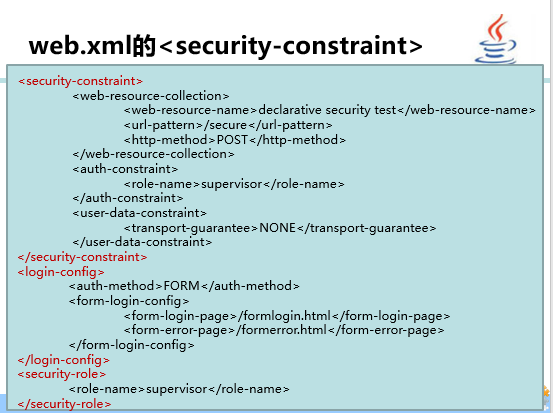 web.xml的<security-constraint>
<security-constraint>
<web-resource-collection>
<web-resource-name>declarative security test</web-resource-name>
<url-pattern>/secure</url-pattern>
<http-method>POST</http-method>
</web-resource-collection>
<auth-constraint>
<role-name>supervisor</role-name>
</auth-constraint>
<user-data-constraint>
<transport-guarantee>NONE</transport-guarantee>
</user-data-constraint>
</security-constraint>
<login-config>
<auth-method>FORM</auth-method>
<form-login-config>
<form-login-page>/formlogin.html</form-login-page>
<form-error-page>/formerror.html</form-error-page>
</form-login-config>
</login-config>
<security-role>
<role-name>supervisor</role-name>
</security-role>